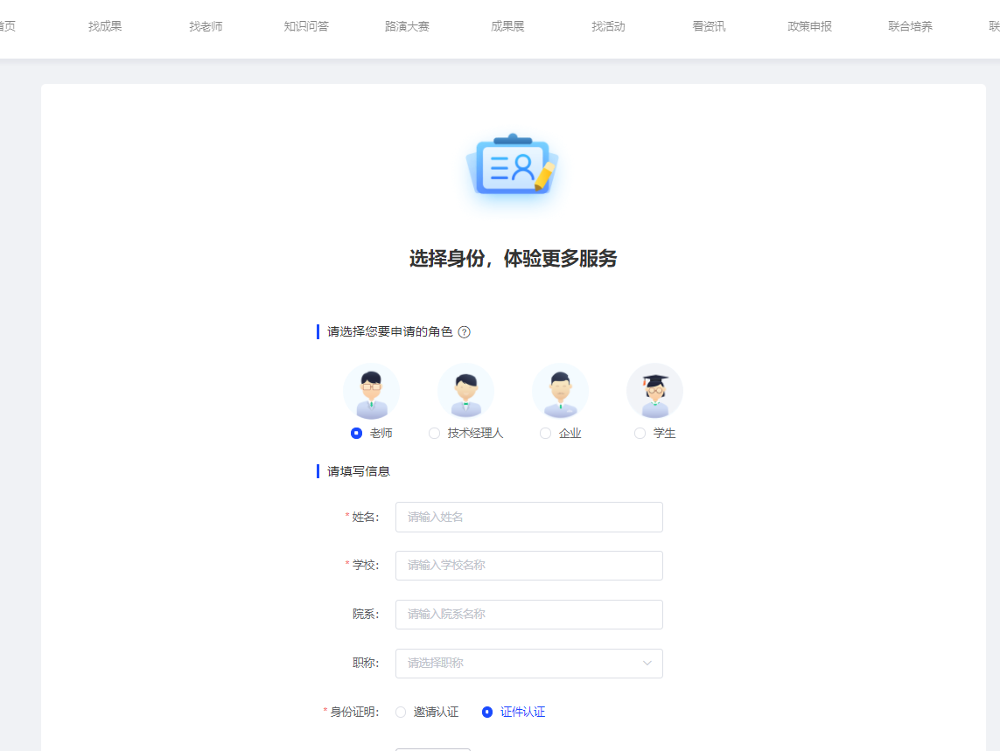 首页 找成果 找老师 知识问答 路演大赛 成果展 找活动 看资讯 政策申报 联合培养 联
选择身份，体验更多服务
请选择您要申请的角色 ?
老师 技术经理人 企业 学生
请填写信息
* 姓名： 请输入姓名
* 学校： 请输入学校名称
院系： 请输入院系名称
职称： 请选择职称
* 身份证明： 邀请认证 证件认证